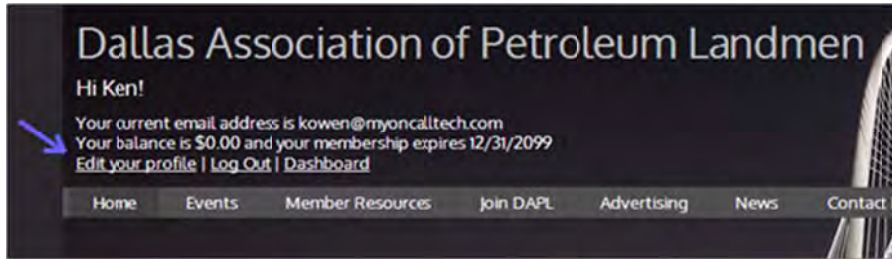 Dallas Association of Petroleum Landmen
Hi Ken!
Your current email address is kowen@myoncalltech.com
Your balance is $0.00 and your membership expires 12/31/2099
Edit your profile | Log Out | Dashboard
Home Events Member Resources Join DAPL Advertising News Contact